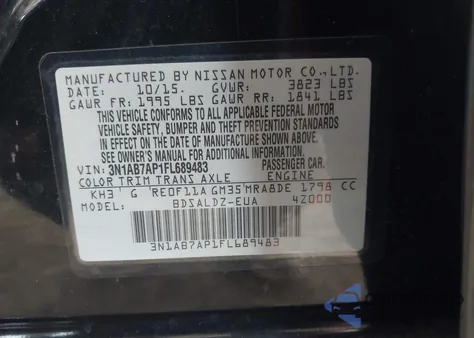 MANUFACTURED BY NISSAN MOTOR CO.,LTD.
DATE: 10/15. GVWR: 3823 LBS
GAWR FR: 1995 LBS GAWR RR: 1841 LBS
THIS VEHICLE CONFORMS TO ALL APPLICABLE FEDERAL MOTOR
VEHICLE SAFETY, BUMPER AND THEFT PREVENTION STANDARDS
IN EFFECT ON THE DATE OF MANUFACTURE SHOWN ABOVE.
SEE OWNER'S MANUAL FOR ADDITIONAL INFORMATION.
VIN: 3N1AB7AP1FL689483 PASSENGER CAR.
COLOR TRIM TRANS AXLE ENGINE
KH3 G RE0F11A GM35 MRA8DE 1798 CC
MODEL: BDSALDZ-EUA 4Z000
3N1AB7AP1FL689483